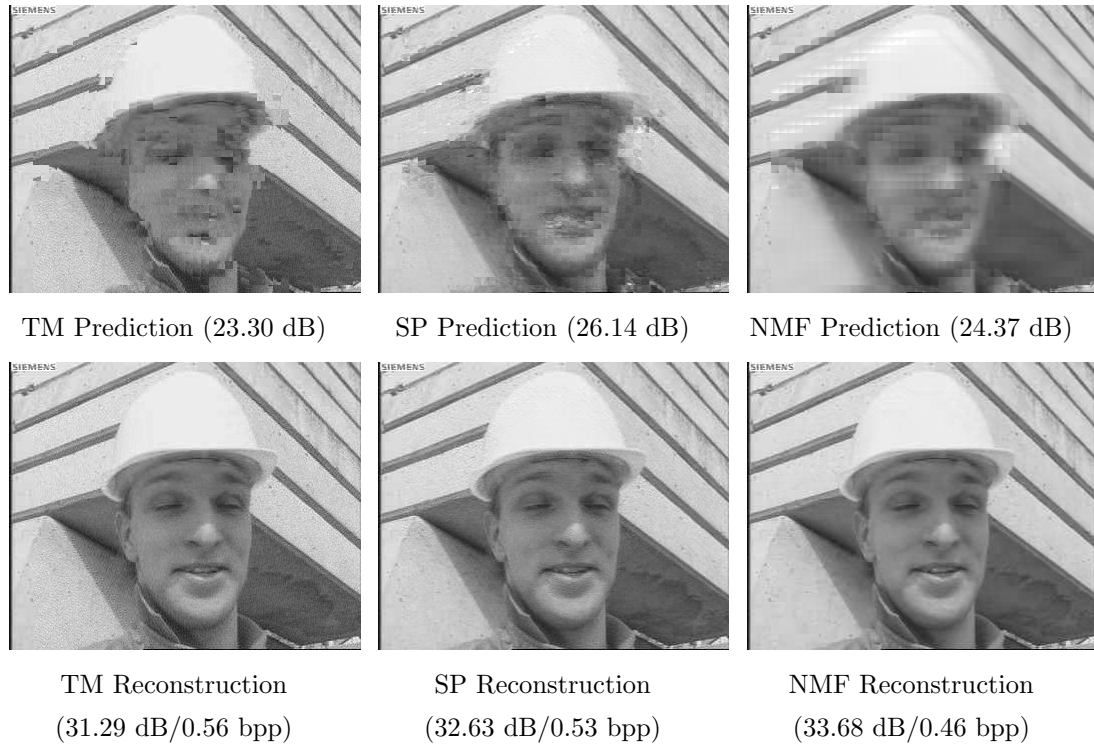 SIEMENS SIEMENS SIEMENS
TM Prediction (23.30 dB) SP Prediction (26.14 dB) NMF Prediction (24.37 dB)
SIEMENS SIEMENS SIEMENS
TM Reconstruction SP Reconstruction NMF Reconstruction
(31.29 dB/0.56 bpp) (32.63 dB/0.53 bpp) (33.68 dB/0.46 bpp)